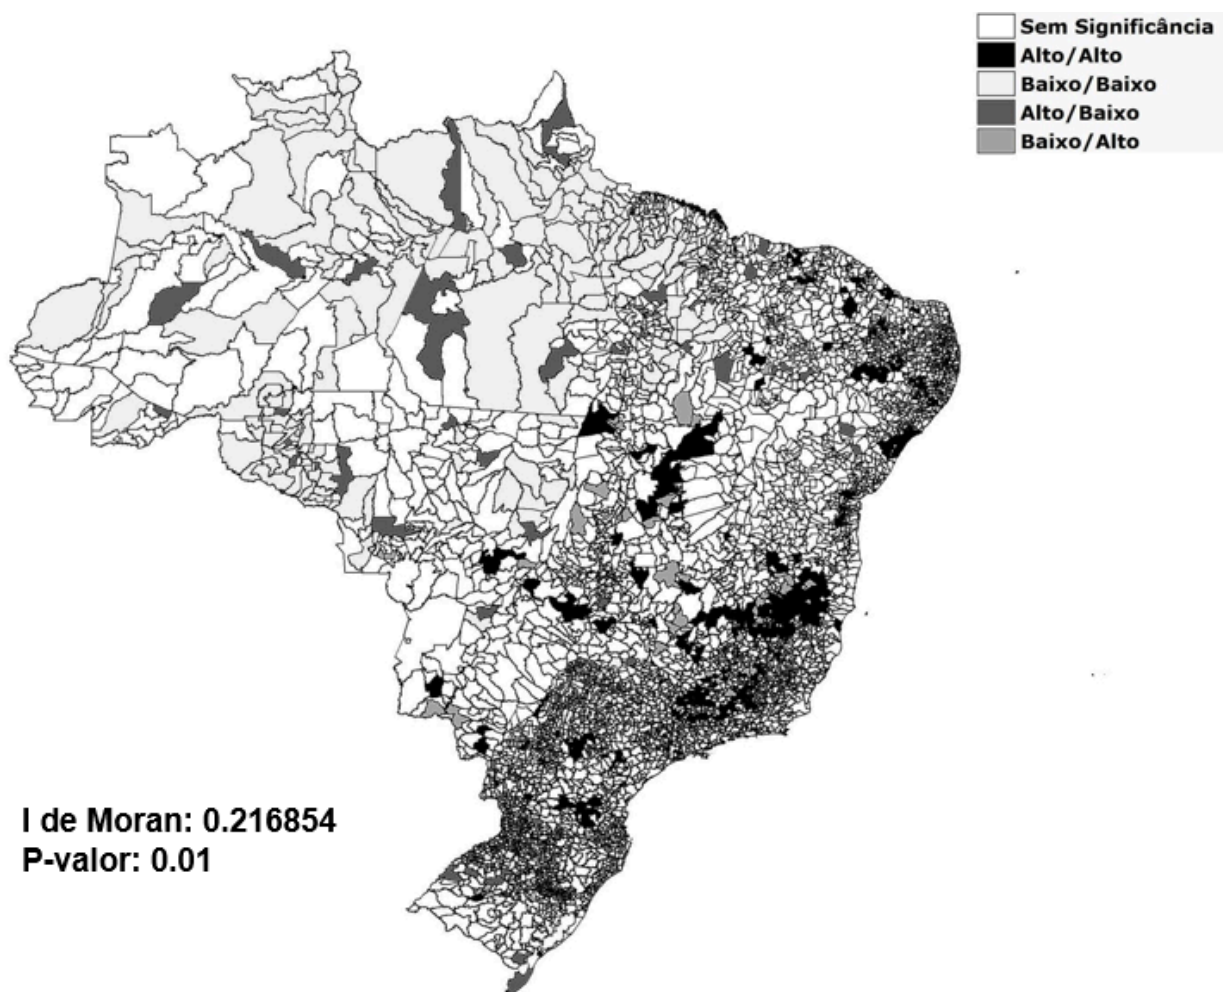 Sem Significância
Alto/Alto
Baixo/Baixo
Alto/Baixo
Baixo/Alto
I de Moran: 0.216854
P-valor: 0.01